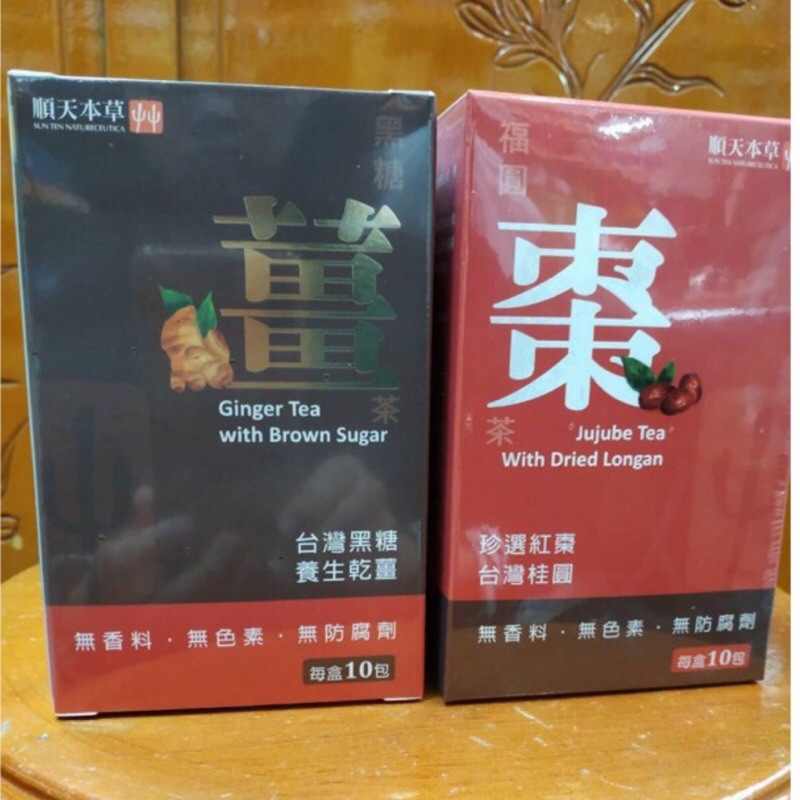 順天本草
SUN TEN NATURECEUTICA
黑糖
薑
茶
Ginger Tea
with Brown Sugar
台灣黑糖
養生乾薑
無香料·無色素·無防腐劑
每盒10包
順天本草
SUN TEN NATURECEUTICA
福圓
棗
茶
Jujube Tea
With Dried Longan
珍選紅棗
台灣桂圓
無香料·無色素·無防腐劑
每盒10包